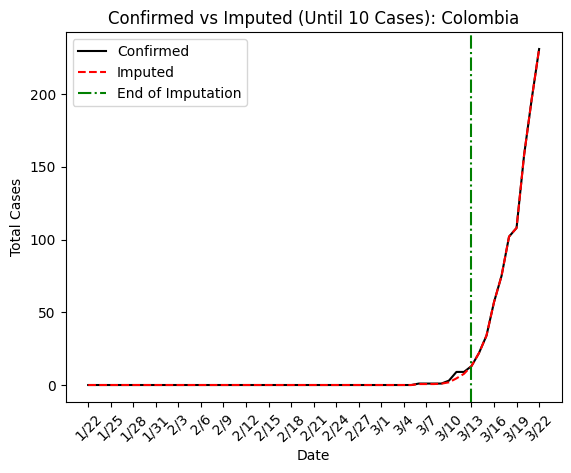 Confirmed vs Imputed (Until 10 Cases): Colombia
Confirmed
Imputed
End of Imputation
Total Cases
200
150
100
50
0
1/22 1/25 1/28 1/31 2/3 2/6 2/9 2/12 2/15 2/18 2/21 2/24 2/27 3/1 3/4 3/7 3/10 3/13 3/16 3/19 3/22
Date